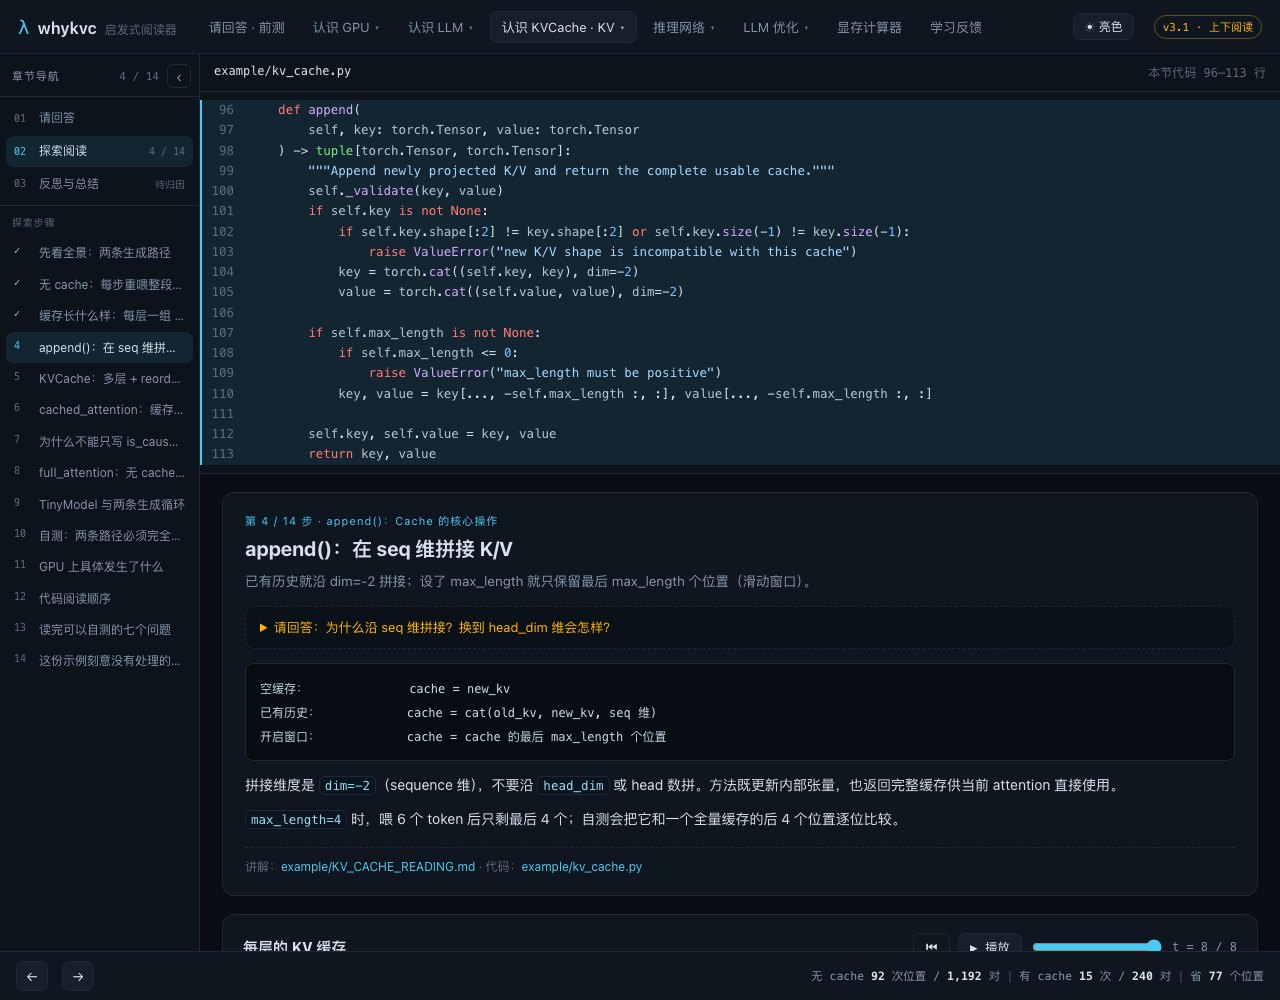 λ whykvc 启发式阅读器 请回答 · 前测 认识 GPU 认识 LLM 认识 KVCache · KV 推理网络 LLM 优化 显存计算器 学习反馈 ☀ 亮色 v3.1 · 上下阅读
章节导航 4 / 14 ‹
01 请回答
02 探索阅读 4 / 14
03 反思与总结 待归因
探索步骤
✓ 先看全景：两条生成路径
✓ 无 cache：每步重喂整段…
✓ 缓存长什么样：每层一组 …
4 append()：在 seq 维拼…
5 KVCache：多层 + reord…
6 cached_attention：缓存…
7 为什么不能只写 is_caus…
8 full_attention：无 cache…
9 TinyModel 与两条生成循环
10 自测：两条路径必须完全…
11 GPU 上具体发生了什么
12 代码阅读顺序
13 读完可以自测的七个问题
14 这份示例刻意没有处理的…
example/kv_cache.py 本节代码 96–113 行
96     def append(
97         self, key: torch.Tensor, value: torch.Tensor
98     ) -> tuple[torch.Tensor, torch.Tensor]:
99         """Append newly projected K/V and return the complete usable cache."""
100         self._validate(key, value)
101         if self.key is not None:
102             if self.key.shape[:2] != key.shape[:2] or self.key.size(-1) != key.size(-1):
103                 raise ValueError("new K/V shape is incompatible with this cache")
104             key = torch.cat((self.key, key), dim=-2)
105             value = torch.cat((self.value, value), dim=-2)
106
107         if self.max_length is not None:
108             if self.max_length <= 0:
109                 raise ValueError("max_length must be positive")
110             key, value = key[..., -self.max_length :, :], value[..., -self.max_length :, :]
111
112         self.key, self.value = key, value
113         return key, value
第 4 / 14 步 · append()：Cache 的核心操作
append()：在 seq 维拼接 K/V
已有历史就沿 dim=-2 拼接；设了 max_length 就只保留最后 max_length 个位置（滑动窗口）。
▶ 请回答：为什么沿 seq 维拼接？换到 head_dim 维会怎样？
空缓存： cache = new_kv
已有历史： cache = cat(old_kv, new_kv, seq 维)
开启窗口： cache = cache 的最后 max_length 个位置
拼接维度是 dim=-2（sequence 维），不要沿 head_dim 或 head 数拼。方法既更新内部张量，也返回完整缓存供当前 attention 直接使用。
max_length=4 时，喂 6 个 token 后只剩最后 4 个；自测会把它和一个全量缓存的后 4 个位置逐位比较。
讲解：example/KV_CACHE_READING.md · 代码：example/kv_cache.py
每层的 KV 缓存 ⏮ ▶ 播放 t = 8 / 8
← → 无 cache 92 次位置 / 1,192 对 | 有 cache 15 次 / 240 对 | 省 77 个位置